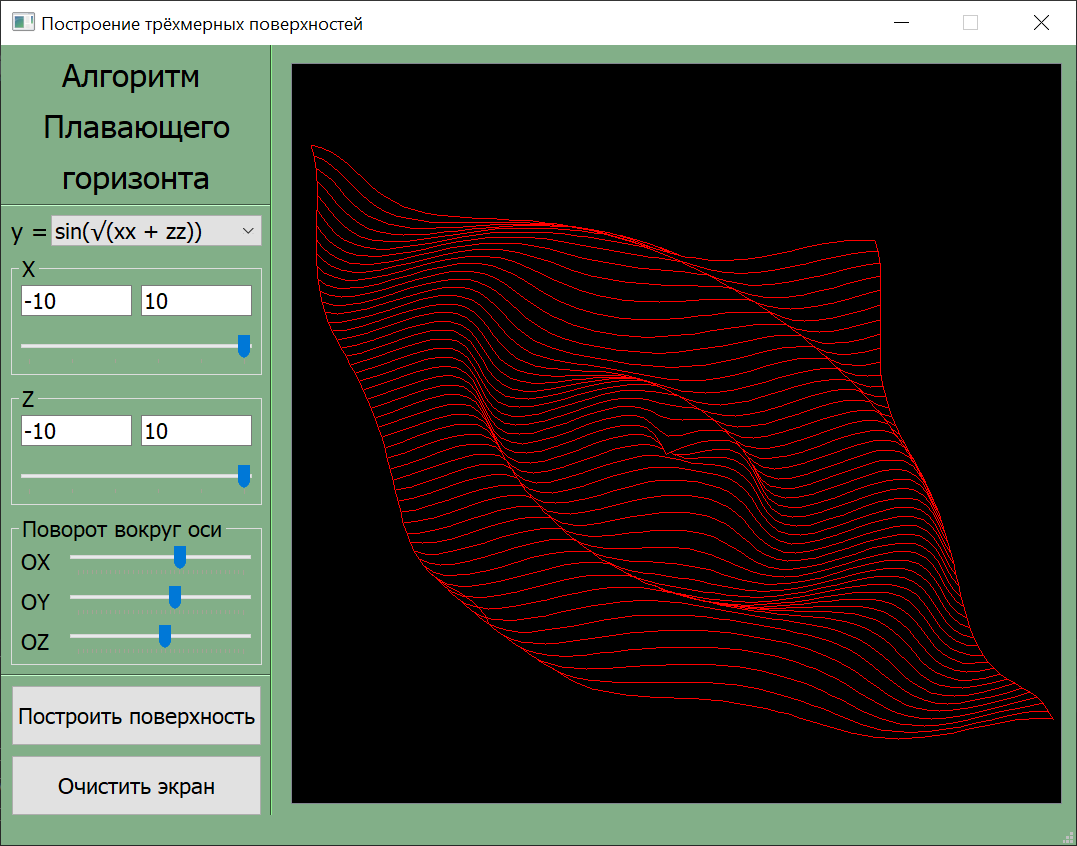 Построение трёхмерных поверхностей
Алгоритм
Плавающего
горизонта
y = sin(√(xx + zz))
X
-10 10
Z
-10 10
Поворот вокруг оси
OX
OY
OZ
Построить поверхность
Очистить экран